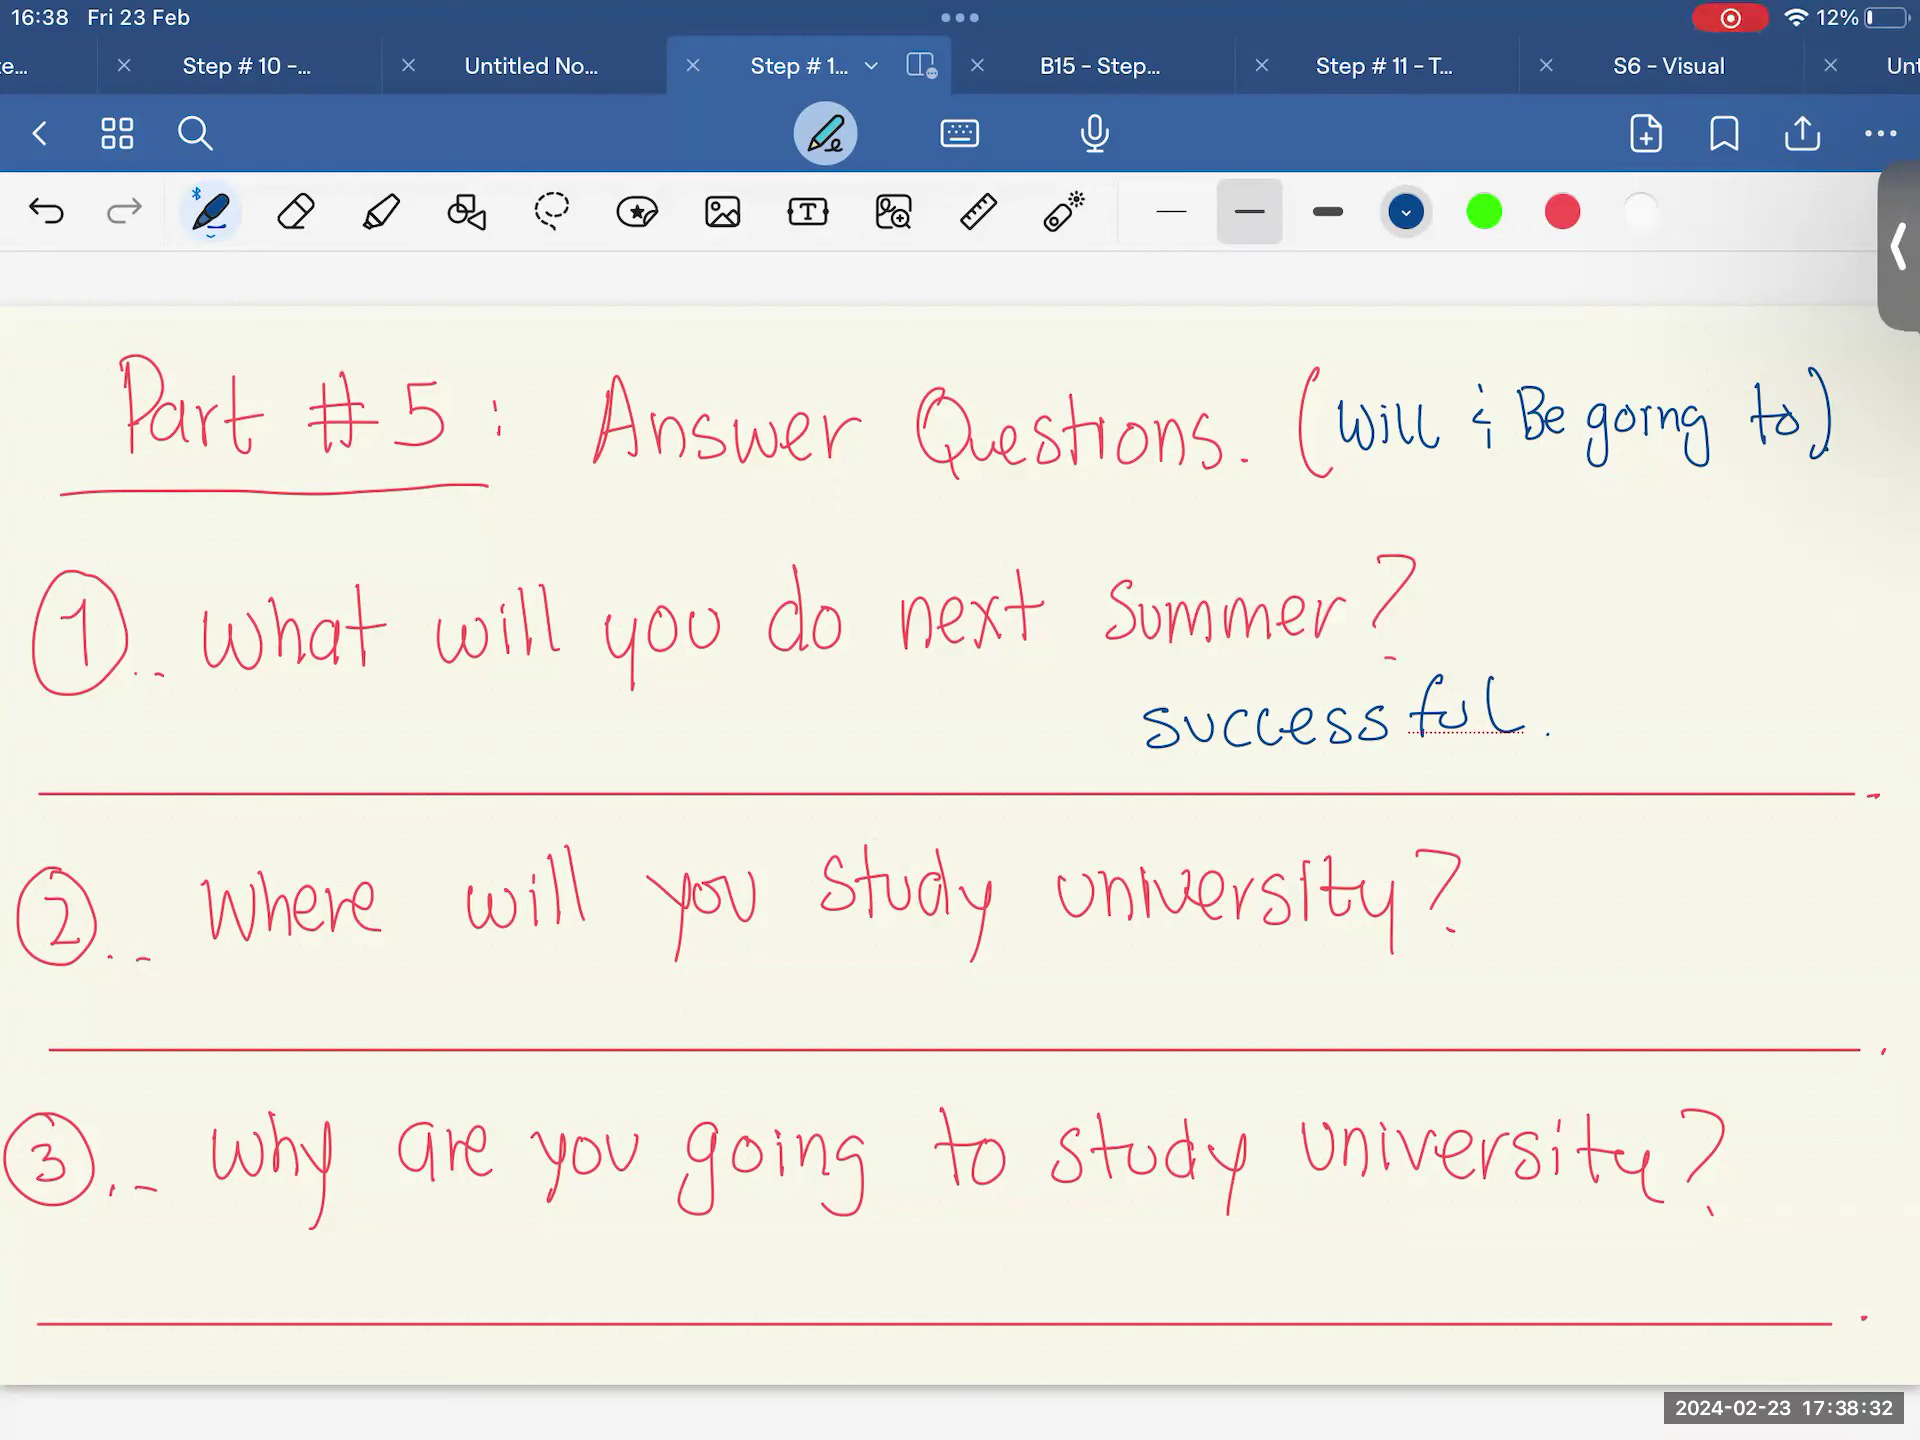 16:38 Fri 23 Feb 12%
e... Step # 10 -... Untitled No... Step # 1... B15 - Step... Step # 11 - T... S6 - Visual Unt
Part # 5 : Answer Questions. (Will & Be going to)
1.. What will you do next summer?
successful.
2.. Where will you study university?
3.. Why are you going to study university?
2024-02-23 17:38:32